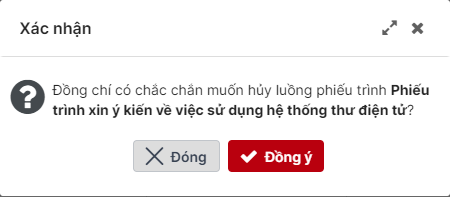 Xác nhận
Đồng chí có chắc chắn muốn hủy luồng phiếu trình Phiếu
trình xin ý kiến về việc sử dụng hệ thống thư điện tử?
Đóng
Đồng ý